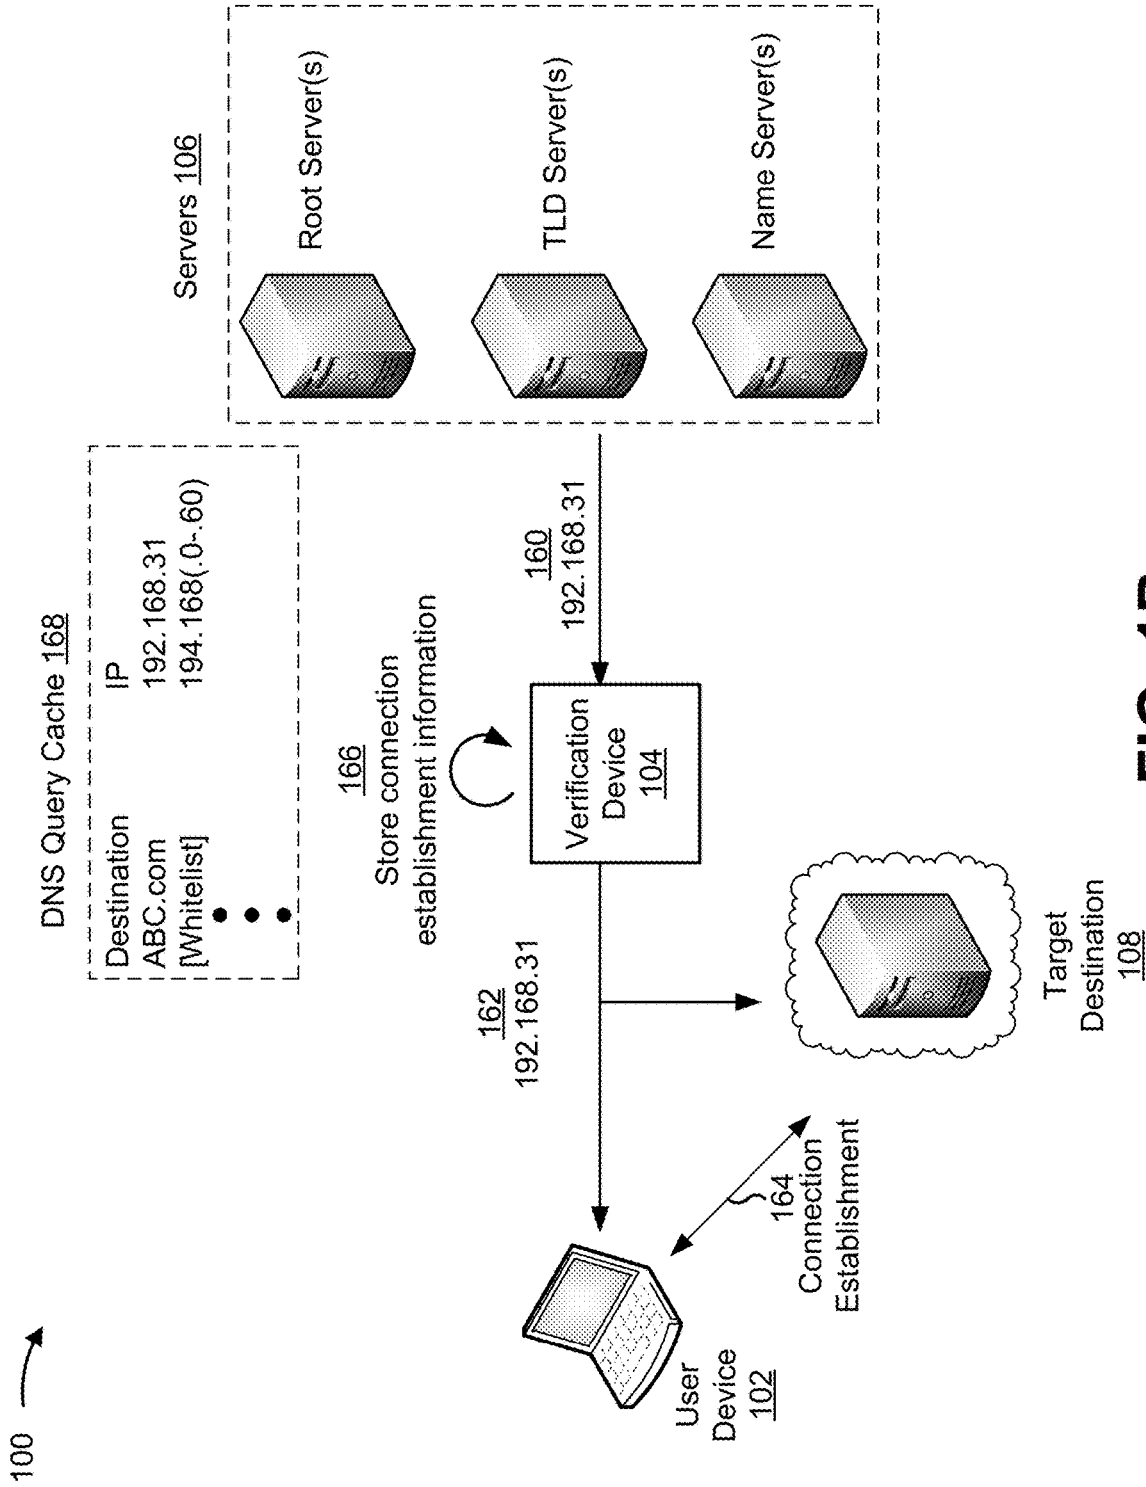 100
DNS Query Cache 168
Destination IP
ABC.com 192.168.31
[Whitelist] 194.168(.0-.60)
Servers 106
Root Server(s)
TLD Server(s)
Name Server(s)
166
Store connection
establishment information
162
192.168.31
160
192.168.31
Verification
Device
104
User
Device
102
164
Connection
Establishment
Target
Destination
108
FIG.